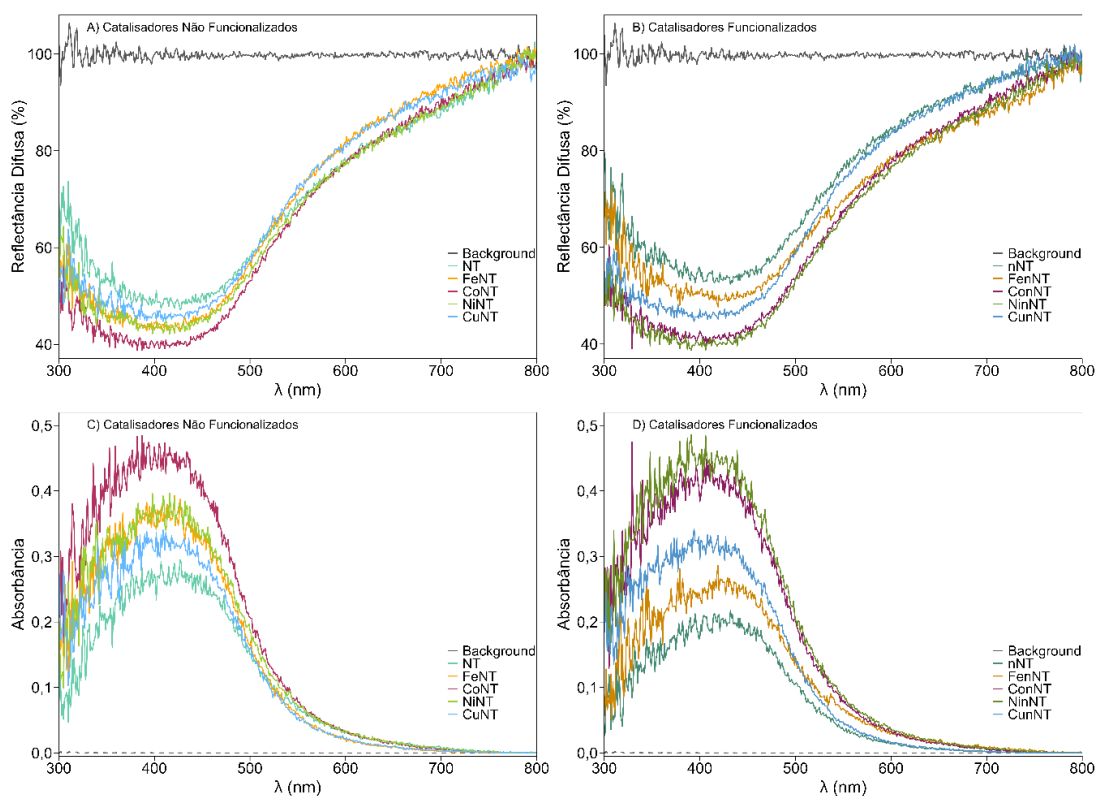 A) Catalisadores Não Funcionalizados
Reflectância Difusa (%)
100
80
60
40
Background
NT
FeNT
CoNT
NiNT
CuNT
300 400 500 600 700 800
λ (nm)
B) Catalisadores Funcionalizados
Reflectância Difusa (%)
100
80
60
40
Background
nNT
FenNT
ConNT
NinNT
CunNT
300 400 500 600 700 800
λ (nm)
C) Catalisadores Não Funcionalizados
Absorbância
0,5
0,4
0,3
0,2
0,1
0,0
Background
NT
FeNT
CoNT
NiNT
CuNT
300 400 500 600 700 800
λ (nm)
D) Catalisadores Funcionalizados
Absorbância
0,5
0,4
0,3
0,2
0,1
0,0
Background
nNT
FenNT
ConNT
NinNT
CunNT
300 400 500 600 700 800
λ (nm)